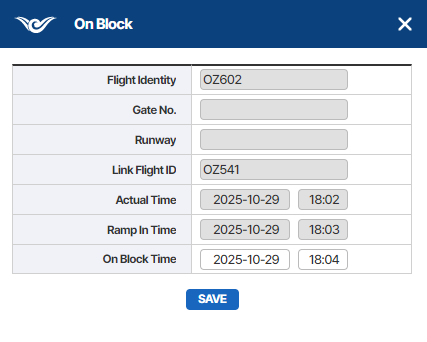 On Block
Flight Identity OZ602
Gate No.
Runway
Link Flight ID OZ541
Actual Time 2025-10-29 18:02
Ramp In Time 2025-10-29 18:03
On Block Time 2025-10-29 18:04
SAVE